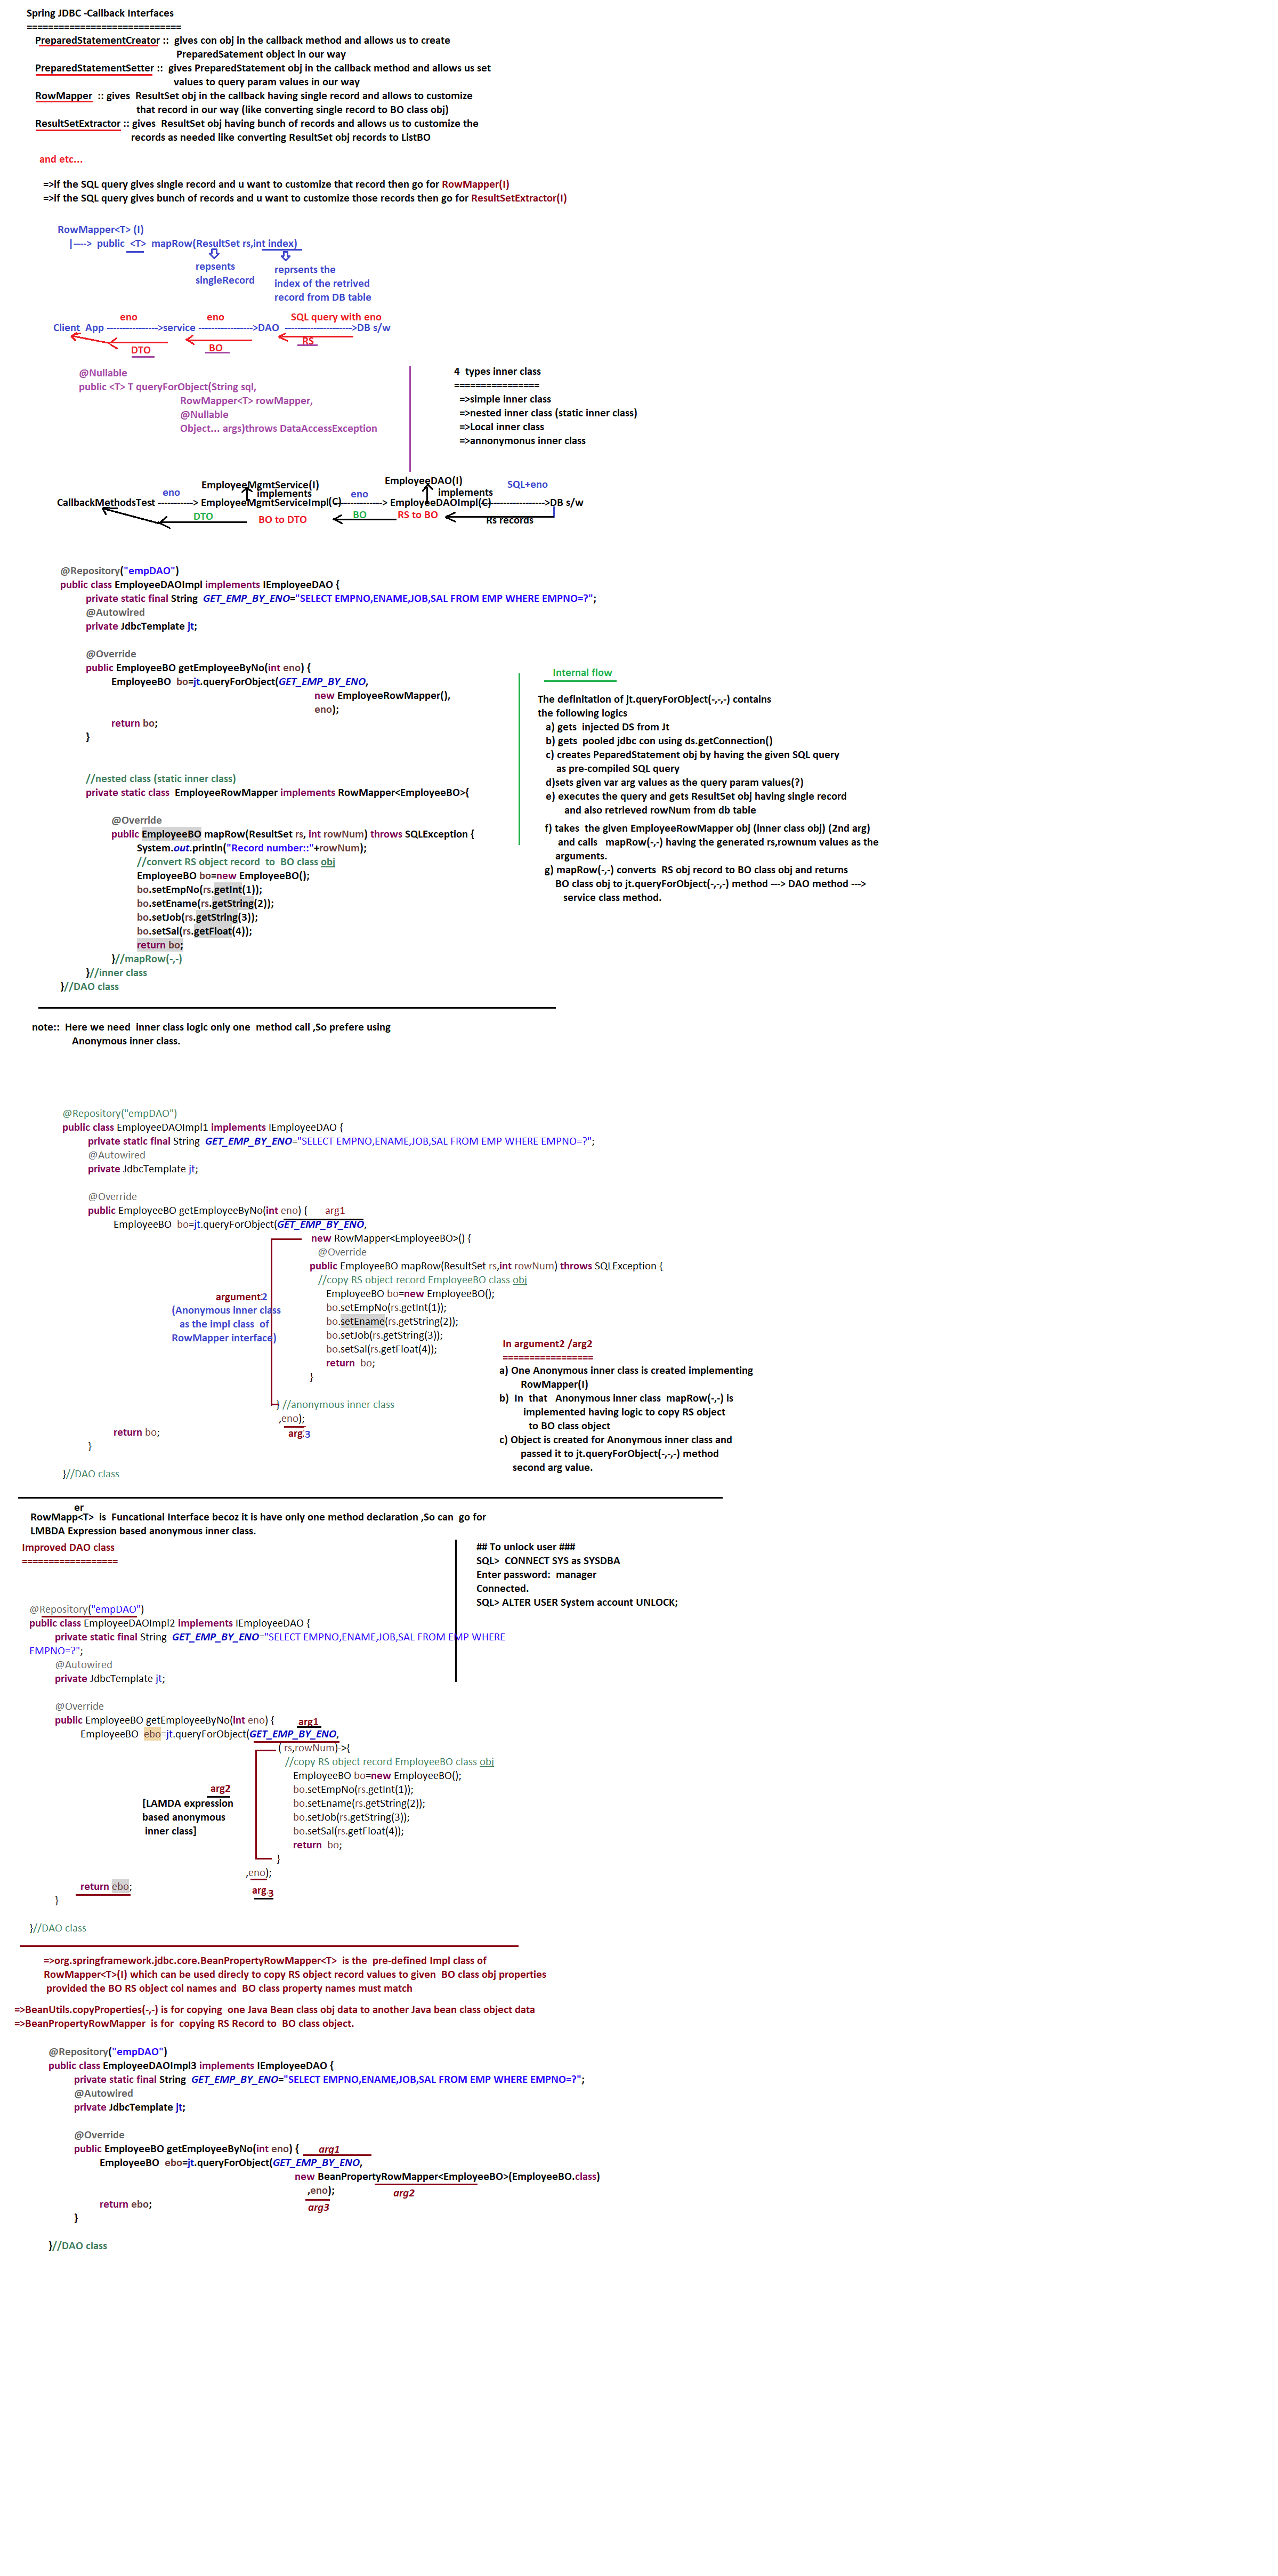 Spring JDBC -Callback Interfaces
=============================
PreparedStatementCreator :: gives con obj in the callback method and allows us to create
PreparedSatement object in our way
PreparedStatementSetter :: gives PreparedStatement obj in the callback method and allows us set
values to query param values in our way
RowMapper :: gives ResultSet obj in the callback having single record and allows to customize
that record in our way (like converting single record to BO class obj)
ResultSetExtractor :: gives ResultSet obj having bunch of records and allows us to customize the
records as needed like converting ResultSet obj records to ListBO
and etc...
=>if the SQL query gives single record and u want to customize that record then go for RowMapper(I)
=>if the SQL query gives bunch of records and u want to customize those records then go for ResultSetExtractor(I)
RowMapper<T> (I)
|----> public <T> mapRow(ResultSet rs,int index)
repsents
singleRecord
reprsents the
index of the retrived
record from DB table
eno eno SQL query with eno
Client App ---------------->service ----------------->DAO --------------------->DB s/w
DTO BO RS
@Nullable
public <T> T queryForObject(String sql,
RowMapper<T> rowMapper,
@Nullable
Object... args)throws DataAccessException
4 types inner class
================
=>simple inner class
=>nested inner class (static inner class)
=>Local inner class
=>annonymonus inner class
EmployeeMgmtService(I) EmployeeDAO(I)
eno implements eno implements SQL+eno
CallbackMethodsTest -----------> EmployeeMgmtServiceImpl(C)--------------> EmployeeDAOImpl(C)-------------------->DB s/w
DTO BO to DTO BO RS to BO Rs records
@Repository("empDAO")
public class EmployeeDAOImpl implements IEmployeeDAO {
private static final String GET_EMP_BY_ENO="SELECT EMPNO,ENAME,JOB,SAL FROM EMP WHERE EMPNO=?";
@Autowired
private JdbcTemplate jt;
@Override
public EmployeeBO getEmployeeByNo(int eno) {
EmployeeBO bo=jt.queryForObject(GET_EMP_BY_ENO,
new EmployeeRowMapper(),
eno);
return bo;
}
//nested class (static inner class)
private static class EmployeeRowMapper implements RowMapper<EmployeeBO>{
@Override
public EmployeeBO mapRow(ResultSet rs, int rowNum) throws SQLException {
System.out.println("Record number::"+rowNum);
//convert RS object record to BO class obj
EmployeeBO bo=new EmployeeBO();
bo.setEmpNo(rs.getInt(1));
bo.setEname(rs.getString(2));
bo.setJob(rs.getString(3));
bo.setSal(rs.getFloat(4));
return bo;
}//mapRow(-,-)
}//inner class
}//DAO class
Internal flow
The definition of jt.queryForObject(-,-,-) contains
the following logics
a) gets injected DS from Jt
b) gets pooled jdbc con using ds.getConnection()
c) creates PeparedStatement obj by having the given SQL query
as pre-compiled SQL query
d)sets given var arg values as the query param values(?)
e) executes the query and gets ResultSet obj having single record
and also retrieved rowNum from db table
f) takes the given EmployeeRowMapper obj (inner class obj) (2nd arg)
and calls mapRow(-,-) having the generated rs,rownum values as the
arguments.
g) mapRow(-,-) converts RS obj record to BO class obj and returns
BO class obj to jt.queryForObject(-,-,-) method ---> DAO method --->
service class method.
note:: Here we need inner class logic only one method call ,So prefere using
Anonymous inner class.
@Repository("empDAO")
public class EmployeeDAOImpl1 implements IEmployeeDAO {
private static final String GET_EMP_BY_ENO="SELECT EMPNO,ENAME,JOB,SAL FROM EMP WHERE EMPNO=?";
@Autowired
private JdbcTemplate jt;
@Override
public EmployeeBO getEmployeeByNo(int eno) { arg1
EmployeeBO bo=jt.queryForObject(GET_EMP_BY_ENO,
new RowMapper<EmployeeBO>() {
@Override
public EmployeeBO mapRow(ResultSet rs,int rowNum) throws SQLException {
//copy RS object record EmployeeBO class obj
EmployeeBO bo=new EmployeeBO();
bo.setEmpNo(rs.getInt(1));
bo.setEname(rs.getString(2));
bo.setJob(rs.getString(3));
bo.setSal(rs.getFloat(4));
return bo;
}
} //anonymous inner class
,eno);
arg 3
return bo;
}
}//DAO class
argument2
(Anonymous inner class
as the impl class of
RowMapper interface)
In argument2 /arg2
=================
a) One Anonymous inner class is created implementing
RowMapper(I)
b) In that Anonymous inner class mapRow(-,-) is
implemented having logic to copy RS object
to BO class object
c) Object is created for Anonymous inner class and
passed it to jt.queryForObject(-,-,-) method
second arg value.
er
RowMapp<T> is Funcational Interface becoz it is have only one method declaration ,So can go for
LMBDA Expression based anonymous inner class.
Improved DAO class
==================
## To unlock user ###
SQL> CONNECT SYS as SYSDBA
Enter password: manager
Connected.
SQL> ALTER USER System account UNLOCK;
@Repository("empDAO")
public class EmployeeDAOImpl2 implements IEmployeeDAO {
private static final String GET_EMP_BY_ENO="SELECT EMPNO,ENAME,JOB,SAL FROM EMP WHERE
EMPNO=?";
@Autowired
private JdbcTemplate jt;
@Override
public EmployeeBO getEmployeeByNo(int eno) { arg1
EmployeeBO ebo=jt.queryForObject(GET_EMP_BY_ENO,
( rs,rowNum)->{
//copy RS object record EmployeeBO class obj
EmployeeBO bo=new EmployeeBO();
bo.setEmpNo(rs.getInt(1));
bo.setEname(rs.getString(2));
bo.setJob(rs.getString(3));
bo.setSal(rs.getFloat(4));
return bo;
}
,eno);
arg 3
return ebo;
}
}//DAO class
arg2
[LAMDA expression
based anonymous
inner class]
=>org.springframework.jdbc.core.BeanPropertyRowMapper<T> is the pre-defined Impl class of
RowMapper<T>(I) which can be used direcly to copy RS object record values to given BO class obj properties
provided the BO RS object col names and BO class property names must match
=>BeanUtils.copyProperties(-,-) is for copying one Java Bean class obj data to another Java bean class object data
=>BeanPropertyRowMapper is for copying RS Record to BO class object.
@Repository("empDAO")
public class EmployeeDAOImpl3 implements IEmployeeDAO {
private static final String GET_EMP_BY_ENO="SELECT EMPNO,ENAME,JOB,SAL FROM EMP WHERE EMPNO=?";
@Autowired
private JdbcTemplate jt;
@Override
public EmployeeBO getEmployeeByNo(int eno) { arg1
EmployeeBO ebo=jt.queryForObject(GET_EMP_BY_ENO,
new BeanPropertyRowMapper<EmployeeBO>(EmployeeBO.class)
,eno); arg2
arg3
return ebo;
}
}//DAO class